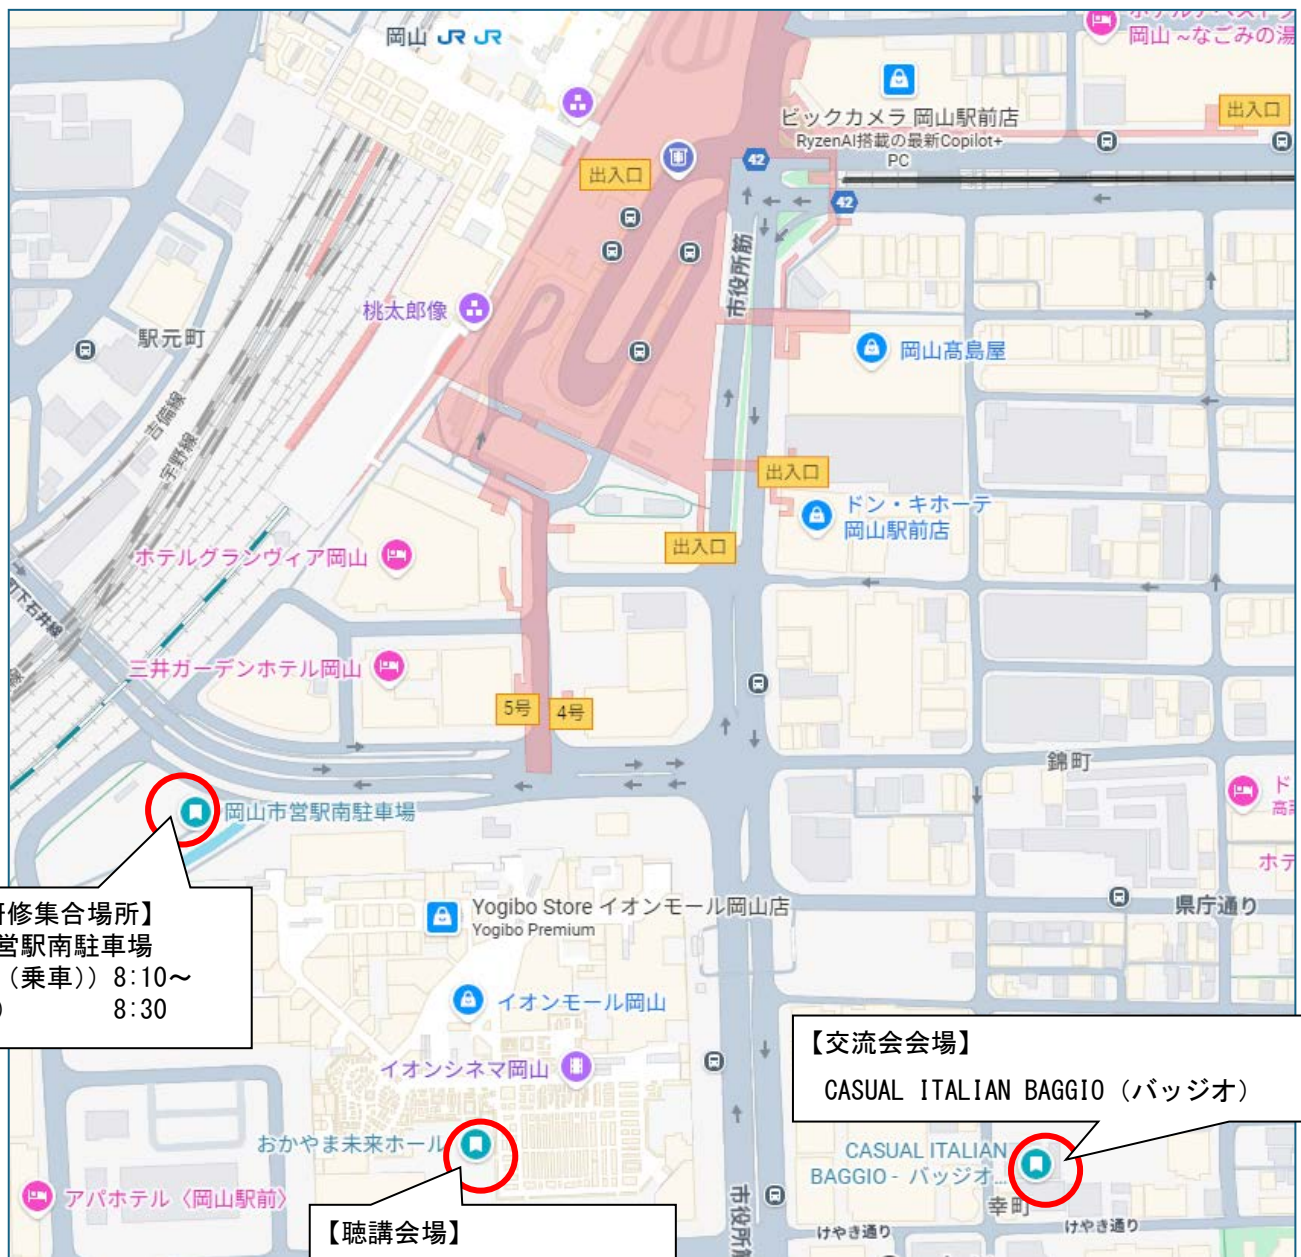 岡山 JR JR
ホテルアベストグ
岡山 ~なごみの湯
出入口
ビックカメラ 岡山駅前店
RyzenAI搭載の最新Copilot+
PC
出入口
42
42
市役所筋
桃太郎像
駅元町
岡山髙島屋
吉備線
宇野線
出入口
ドン・キホーテ
岡山駅前店
出入口
ホテルグランヴィア岡山
町下石井線
三井ガーデンホテル岡山
5号
4号
錦町
岡山市営駅南駐車場
ド
ホテ
県庁通り
研修集合場所】
営駅南駐車場
(乗車)) 8:10~
) 8:30
Yogibo Store イオンモール岡山店
Yogibo Premium
イオンモール岡山
イオンシネマ岡山
【交流会会場】
CASUAL ITALIAN BAGGIO (バッジオ)
おかやま未来ホール
CASUAL ITALIAN
BAGGIO - バッジオ...
アパホテル〈岡山駅前〉
幸町
【聴講会場】
市役所筋
けやき通り
けやき通り